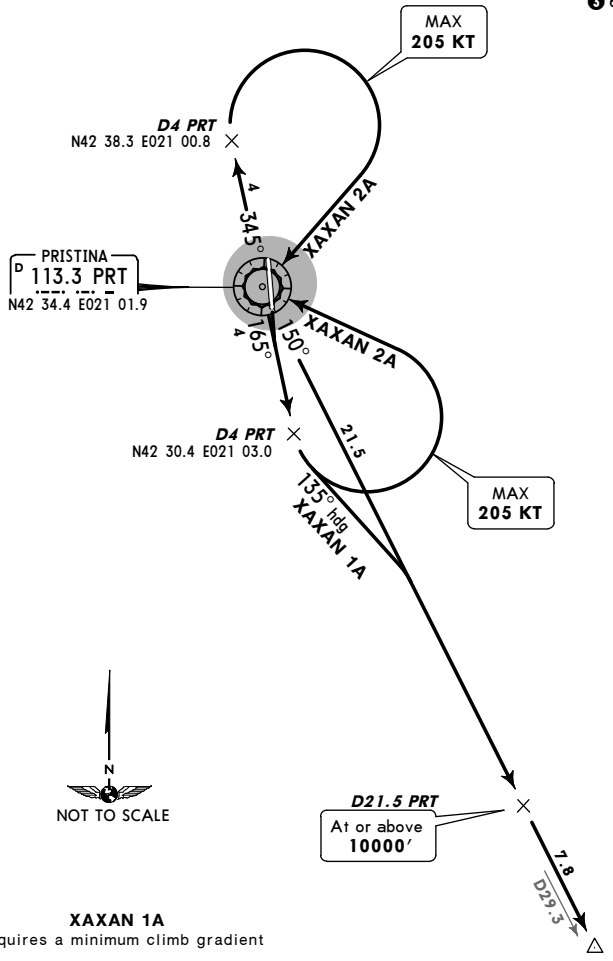 3
MAX
205 KT
D4 PRT
N42 38.3 E021 00.8
4
345°
XAXAN 2A
PRISTINA
D 113.3 PRT
N42 34.4 E021 01.9
XAXAN 2A
165°
4
150°
D4 PRT
N42 30.4 E021 03.0
21.5
135° hdg
XAXAN 1A
MAX
205 KT
N
NOT TO SCALE
D21.5 PRT
At or above
10000'
7.8
D29.3
XAXAN 1A
quires a minimum climb gradient